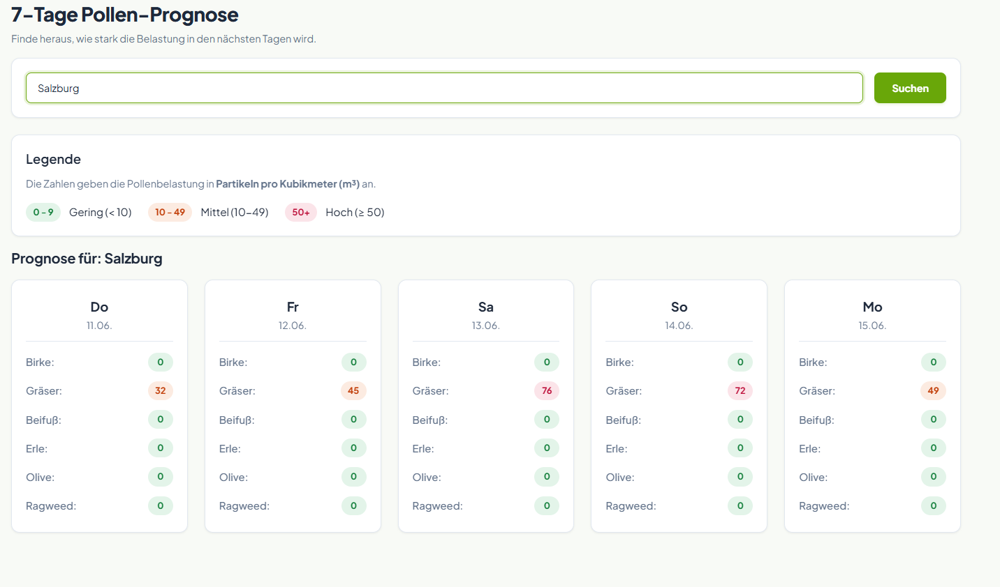 7-Tage Pollen-Prognose
Finde heraus, wie stark die Belastung in den nächsten Tagen wird.
Salzburg
Suchen
Legende
Die Zahlen geben die Pollenbelastung in Partikeln pro Kubikmeter (m³) an.
0 - 9 Gering (< 10) 10 - 49 Mittel (10-49) 50+ Hoch (≥ 50)
Prognose für: Salzburg
Do
11.06.
Birke: 0
Gräser: 32
Beifuß: 0
Erle: 0
Olive: 0
Ragweed: 0
Fr
12.06.
Birke: 0
Gräser: 45
Beifuß: 0
Erle: 0
Olive: 0
Ragweed: 0
Sa
13.06.
Birke: 0
Gräser: 76
Beifuß: 0
Erle: 0
Olive: 0
Ragweed: 0
So
14.06.
Birke: 0
Gräser: 72
Beifuß: 0
Erle: 0
Olive: 0
Ragweed: 0
Mo
15.06.
Birke: 0
Gräser: 49
Beifuß: 0
Erle: 0
Olive: 0
Ragweed: 0